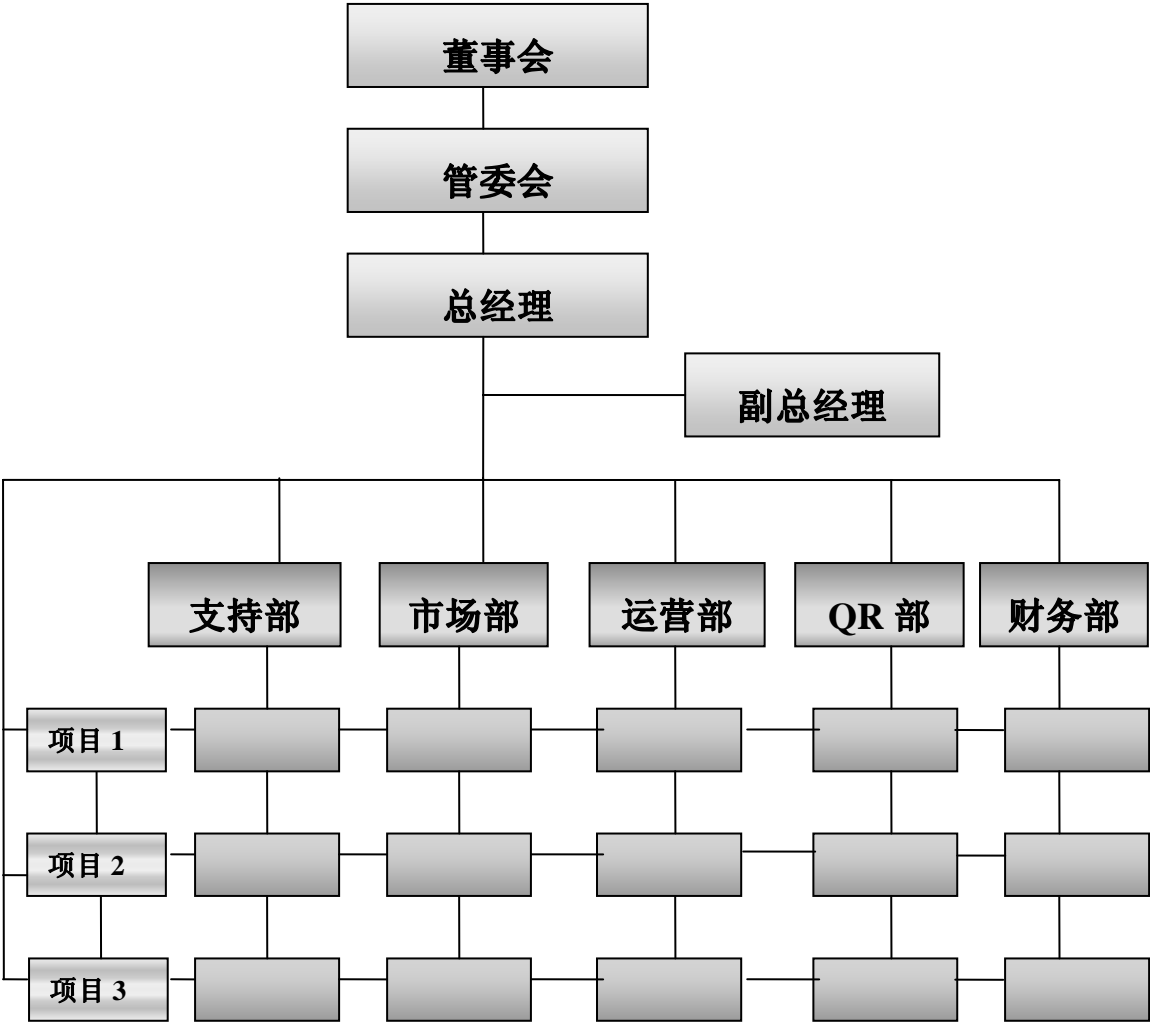 董事会
管委会
总经理
副总经理
支持部
市场部
运营部
QR 部
财务部
项目 1
项目 2
项目 3